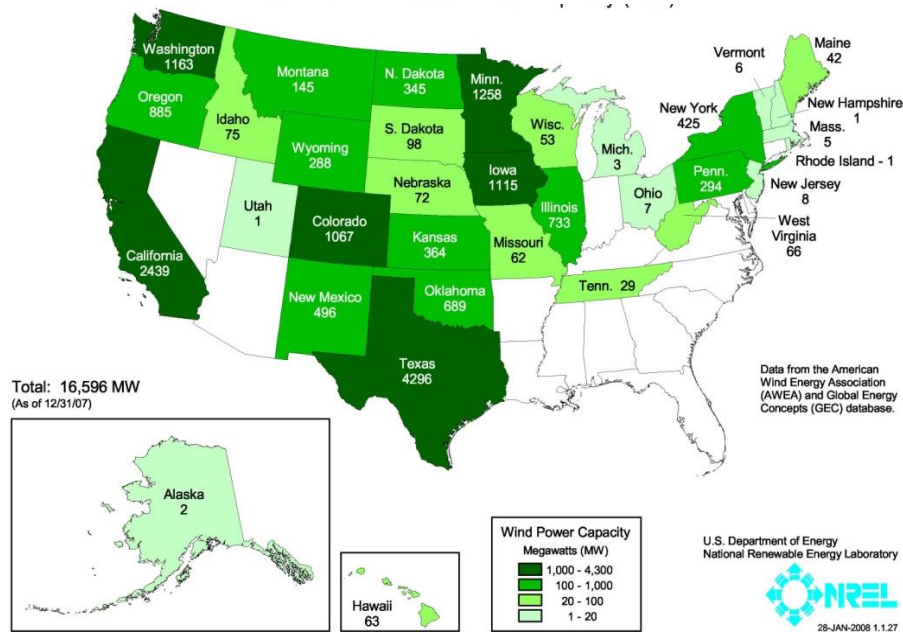 Washington
1163
Oregon
885
California
2439
Idaho
75
Montana
145
Wyoming
288
Utah
1
Colorado
1067
New Mexico
496
N. Dakota
345
S. Dakota
98
Nebraska
72
Kansas
364
Oklahoma
689
Texas
4296
Minn.
1258
Iowa
1115
Missouri
62
Wisc.
53
Illinois
733
Mich.
3
Ohio
7
Tenn. 29
Vermont
6
Maine
42
New York
425
New Hampshire
1
Mass.
5
Rhode Island - 1
Penn.
294
New Jersey
8
West
Virginia
66
Total: 16,596 MW
(As of 12/31/07)
Data from the American
Wind Energy Association
(AWEA) and Global Energy
Concepts (GEC) database.
Alaska
2
Hawaii
63
Wind Power Capacity
Megawatts (MW)
1,000 - 4,300
100 - 1,000
20 - 100
1 - 20
U.S. Department of Energy
National Renewable Energy Laboratory
NREL
28-JAN-2008 1.1.27